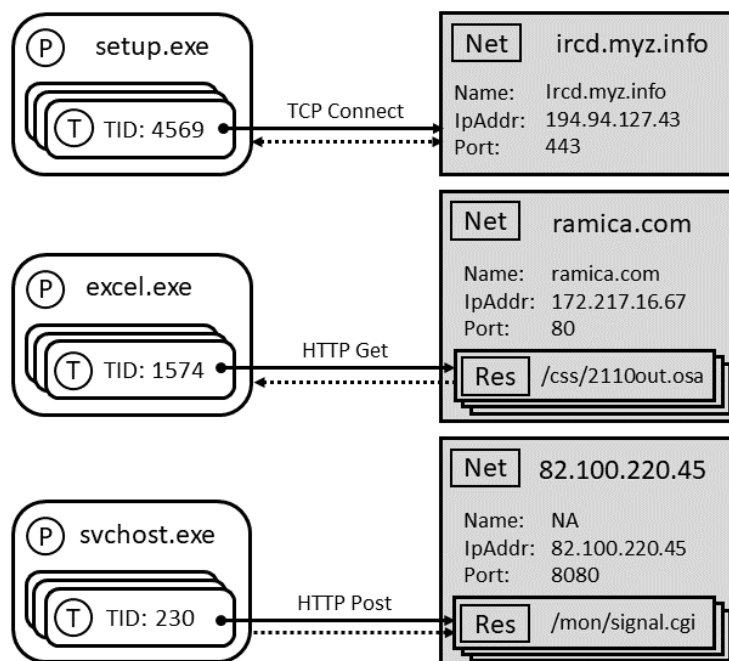 P setup.exe
T TID: 4569
TCP Connect
Net ircd.myz.info
Name: Ircd.myz.info
IpAddr: 194.94.127.43
Port: 443
P excel.exe
T TID: 1574
HTTP Get
Net ramica.com
Name: ramica.com
IpAddr: 172.217.16.67
Port: 80
Res /css/2110out.osa
P svchost.exe
T TID: 230
HTTP Post
Net 82.100.220.45
Name: NA
IpAddr: 82.100.220.45
Port: 8080
Res /mon/signal.cgi